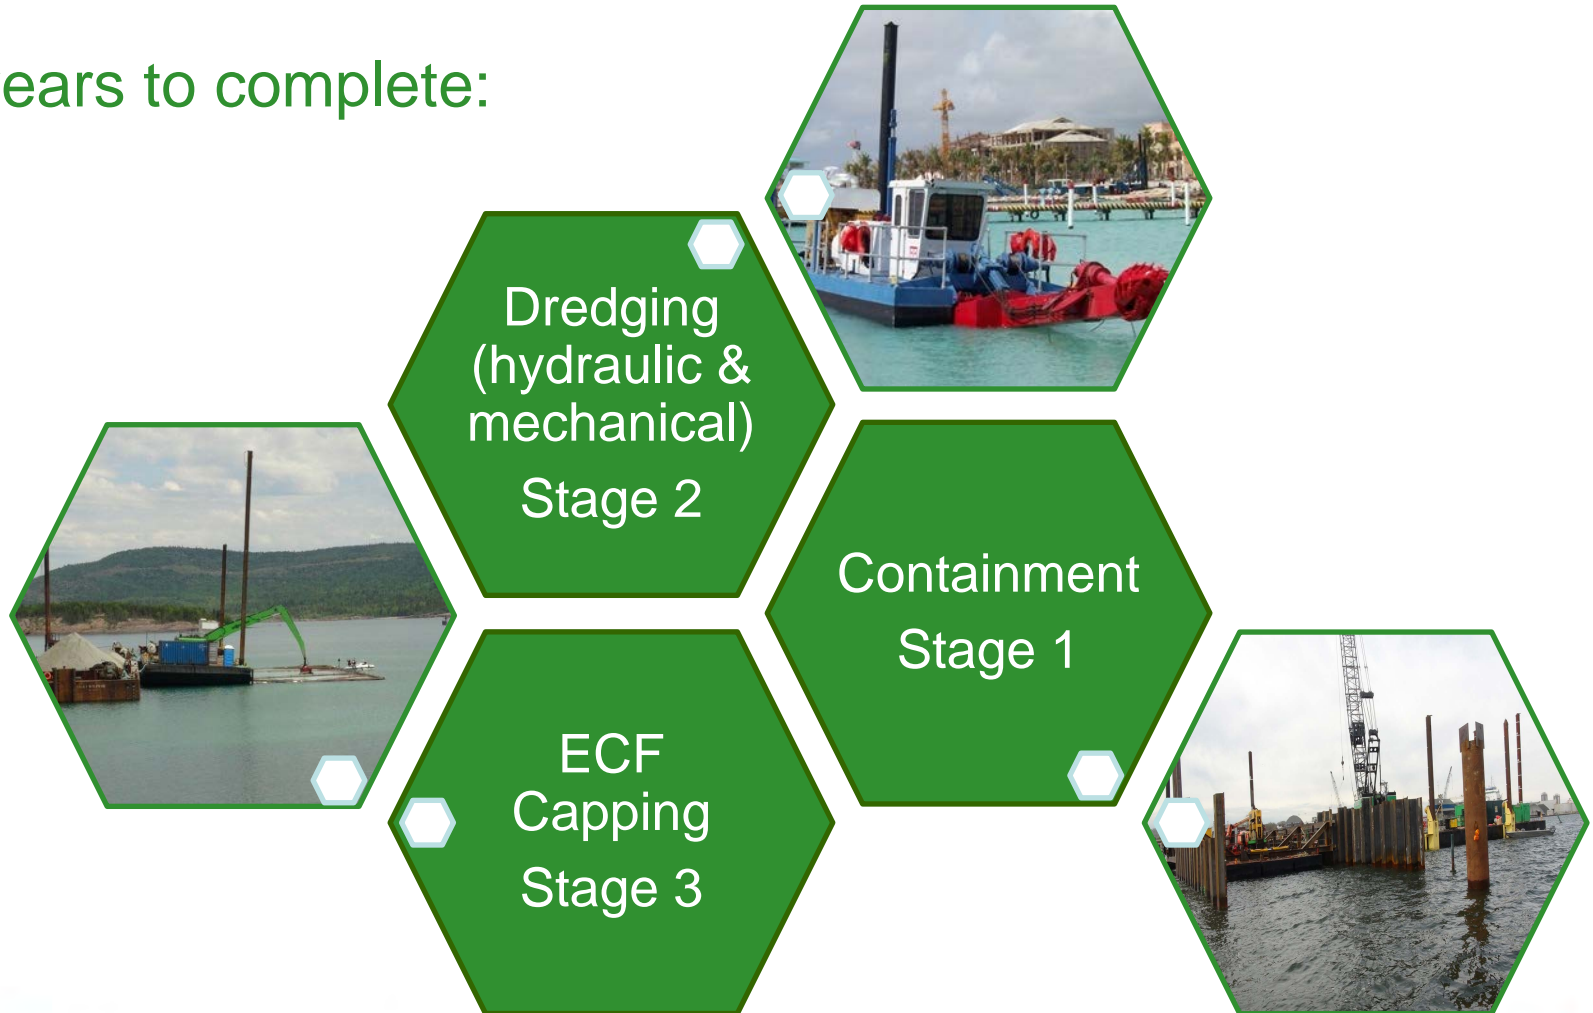 ears to complete:
Dredging
(hydraulic &
mechanical)
Stage 2
Containment
Stage 1
ECF
Capping
Stage 3